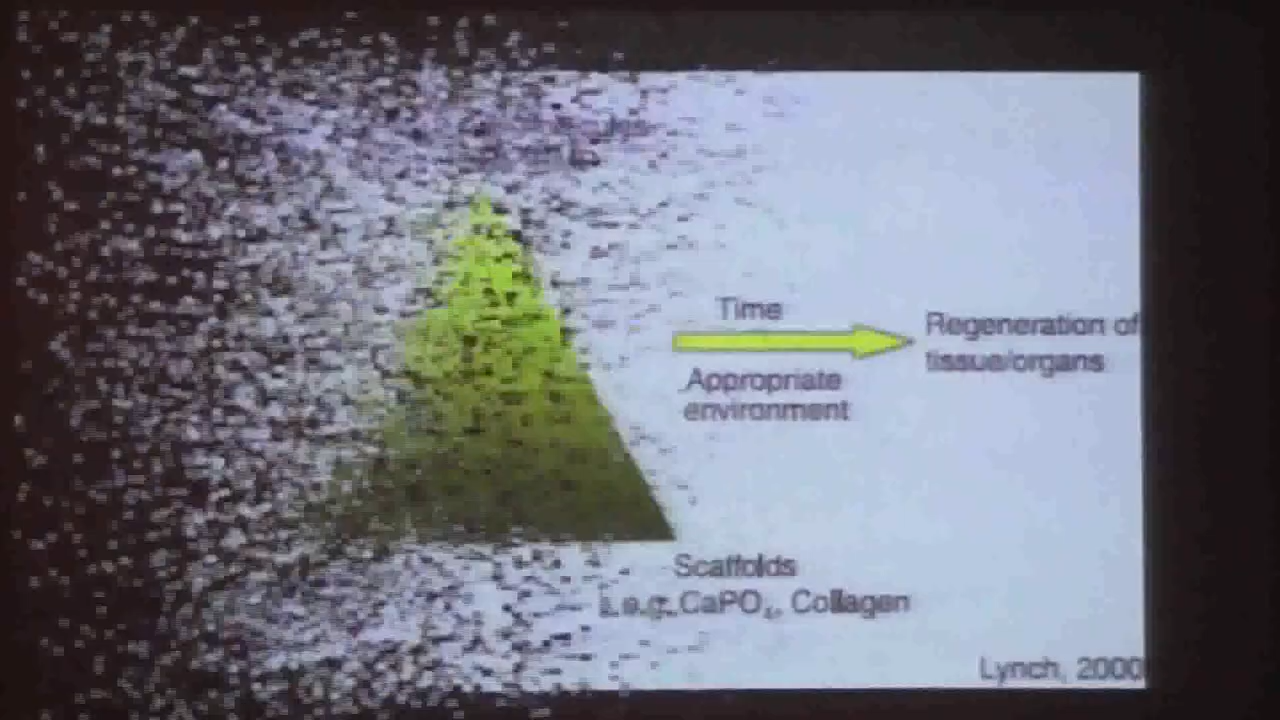 Time
Regeneration of
tissue/organs
Appropriate
environment
Scaffolds
e.g. CaPO₄, Collagen
Lynch, 2000